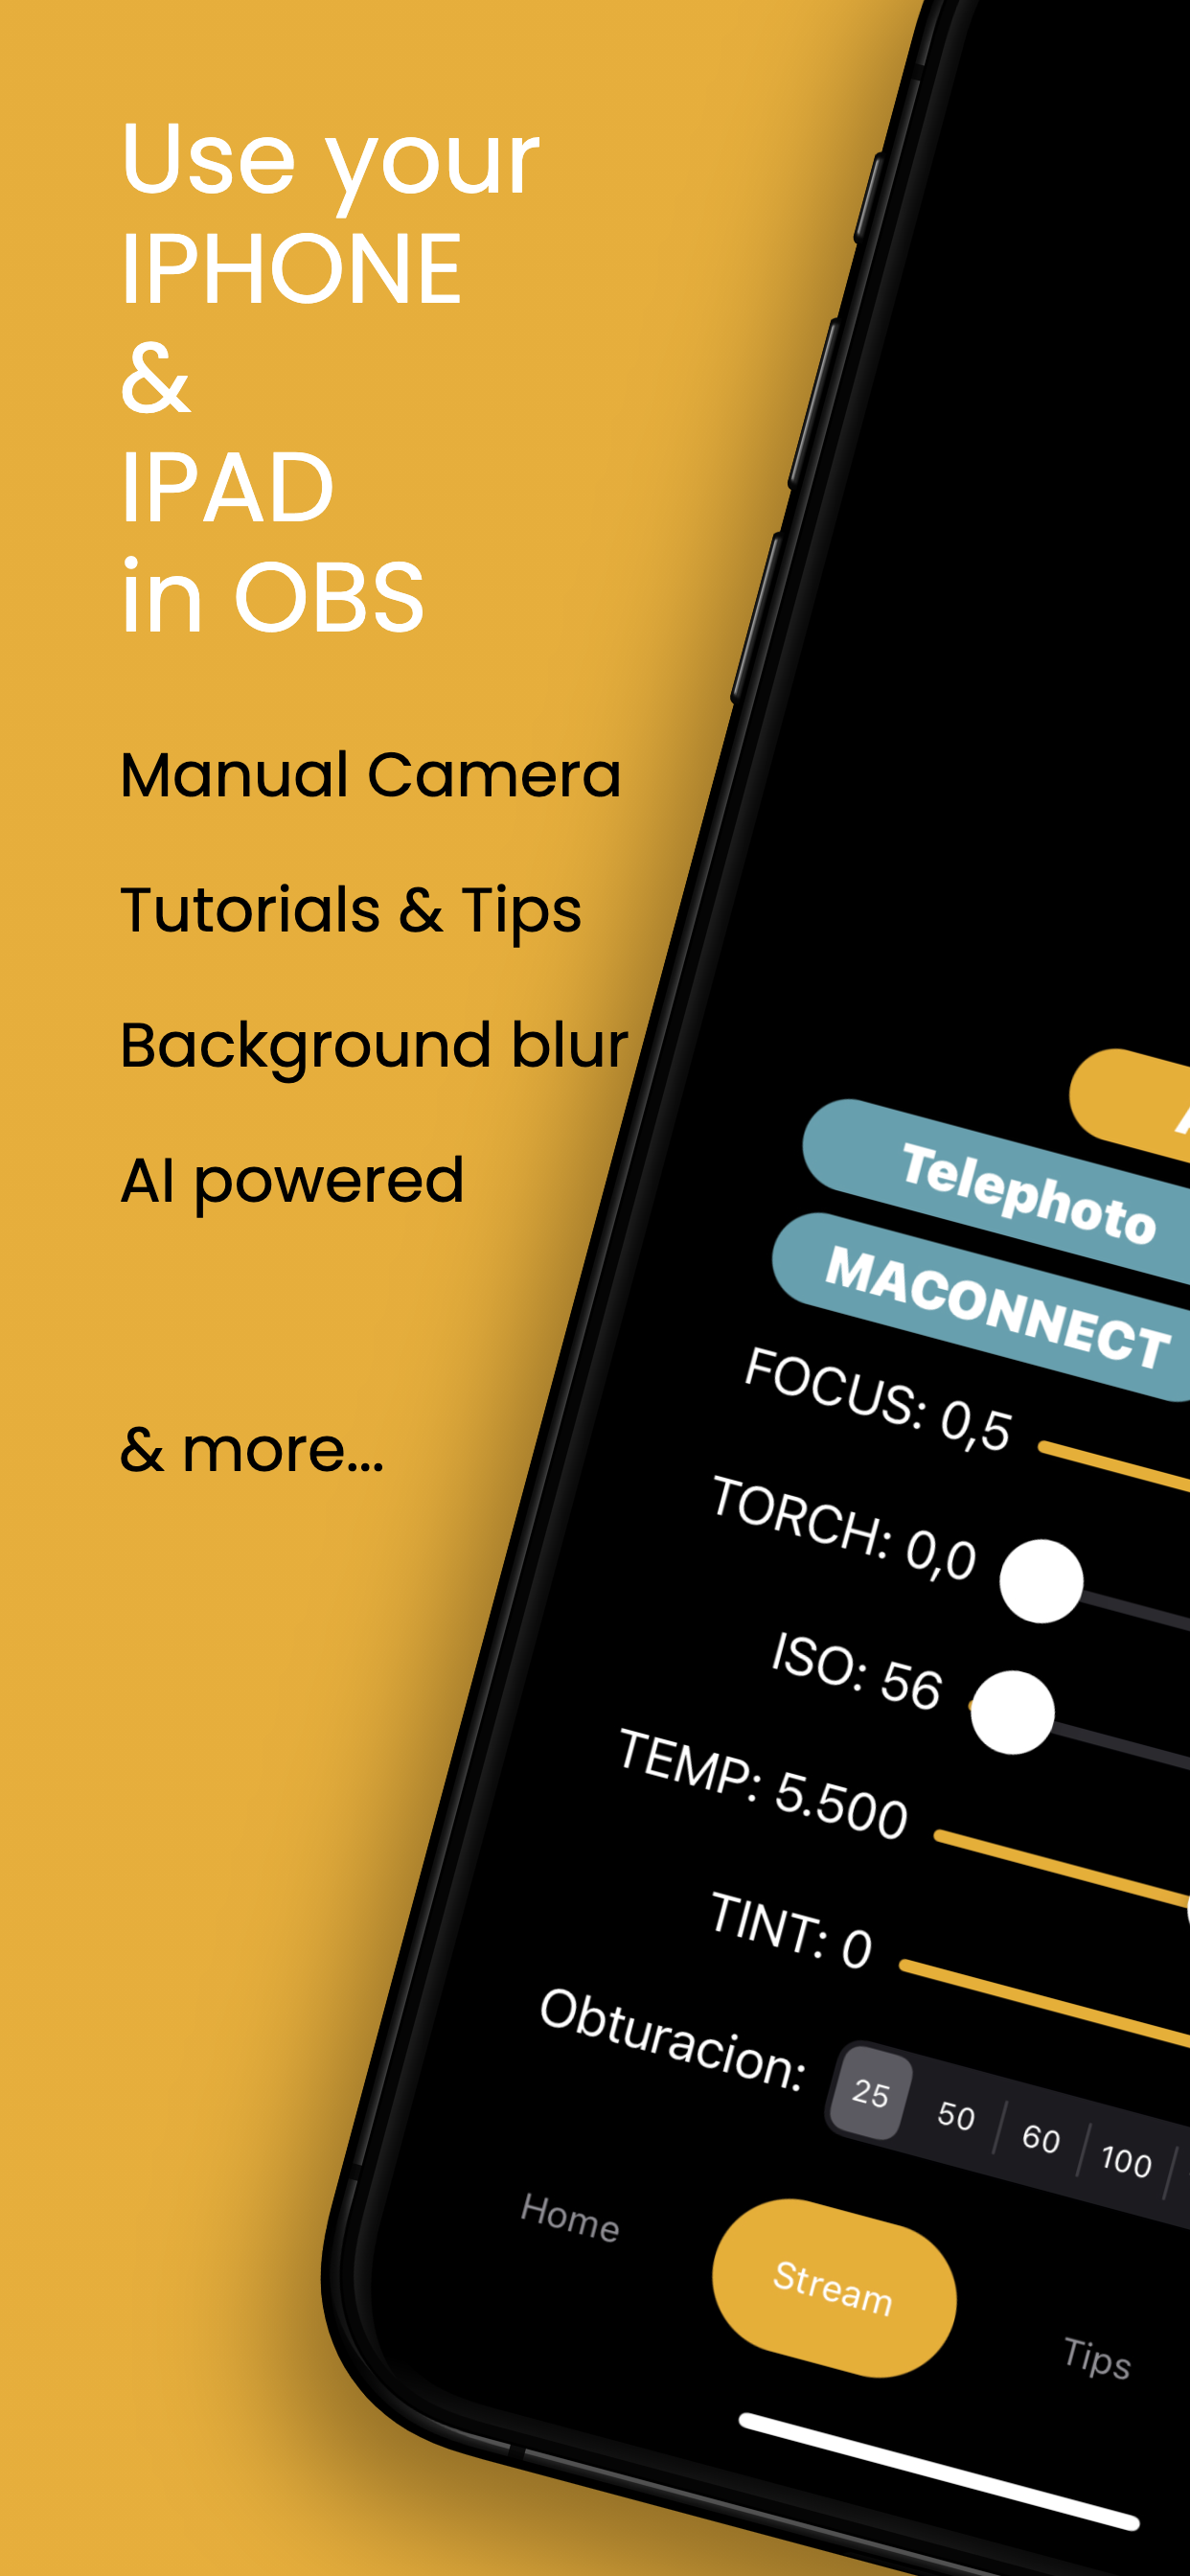 Use your
IPHONE
&
IPAD
in OBS
Manual Camera
Tutorials & Tips
Background blur
AI powered
& more...
Telephoto
MACONNECT
FOCUS: 0,5
TORCH: 0,0
ISO: 56
TEMP: 5.500
TINT: 0
Obturacion: 25 50 60 100
Home Stream Tips